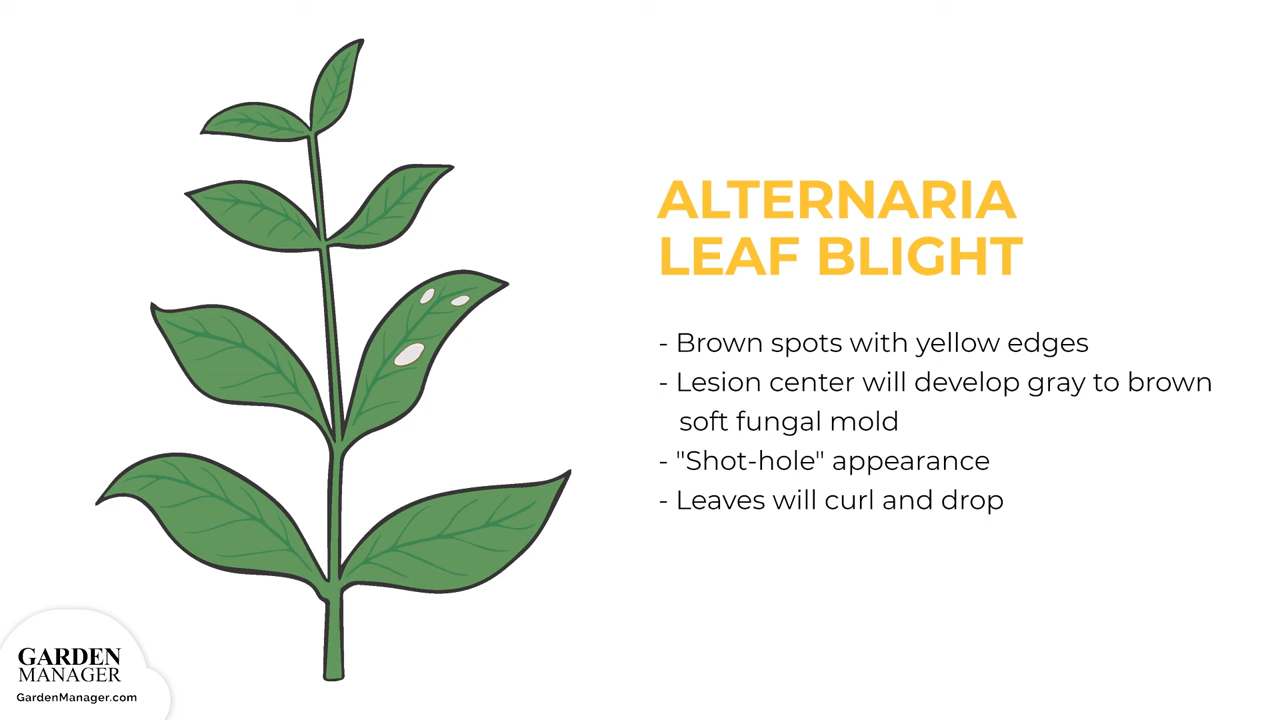 ALTERNARIA
LEAF BLIGHT
- Brown spots with yellow edges
- Lesion center will develop gray to brown
soft fungal mold
- "Shot-hole" appearance
- Leaves will curl and drop
GARDEN
MANAGER
GardenManager.com